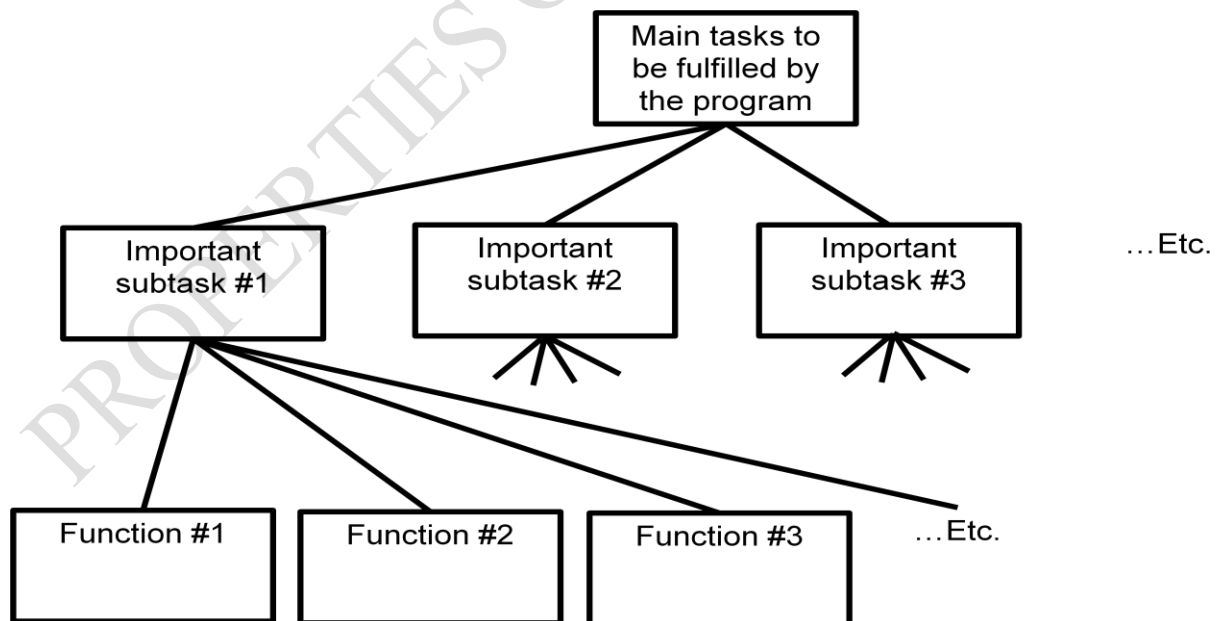 Main tasks to
be fulfilled by
the program
Important
subtask #1
Important
subtask #2
Important
subtask #3
...Etc.
Function #1
Function #2
Function #3
...Etc.
PROPERTIES